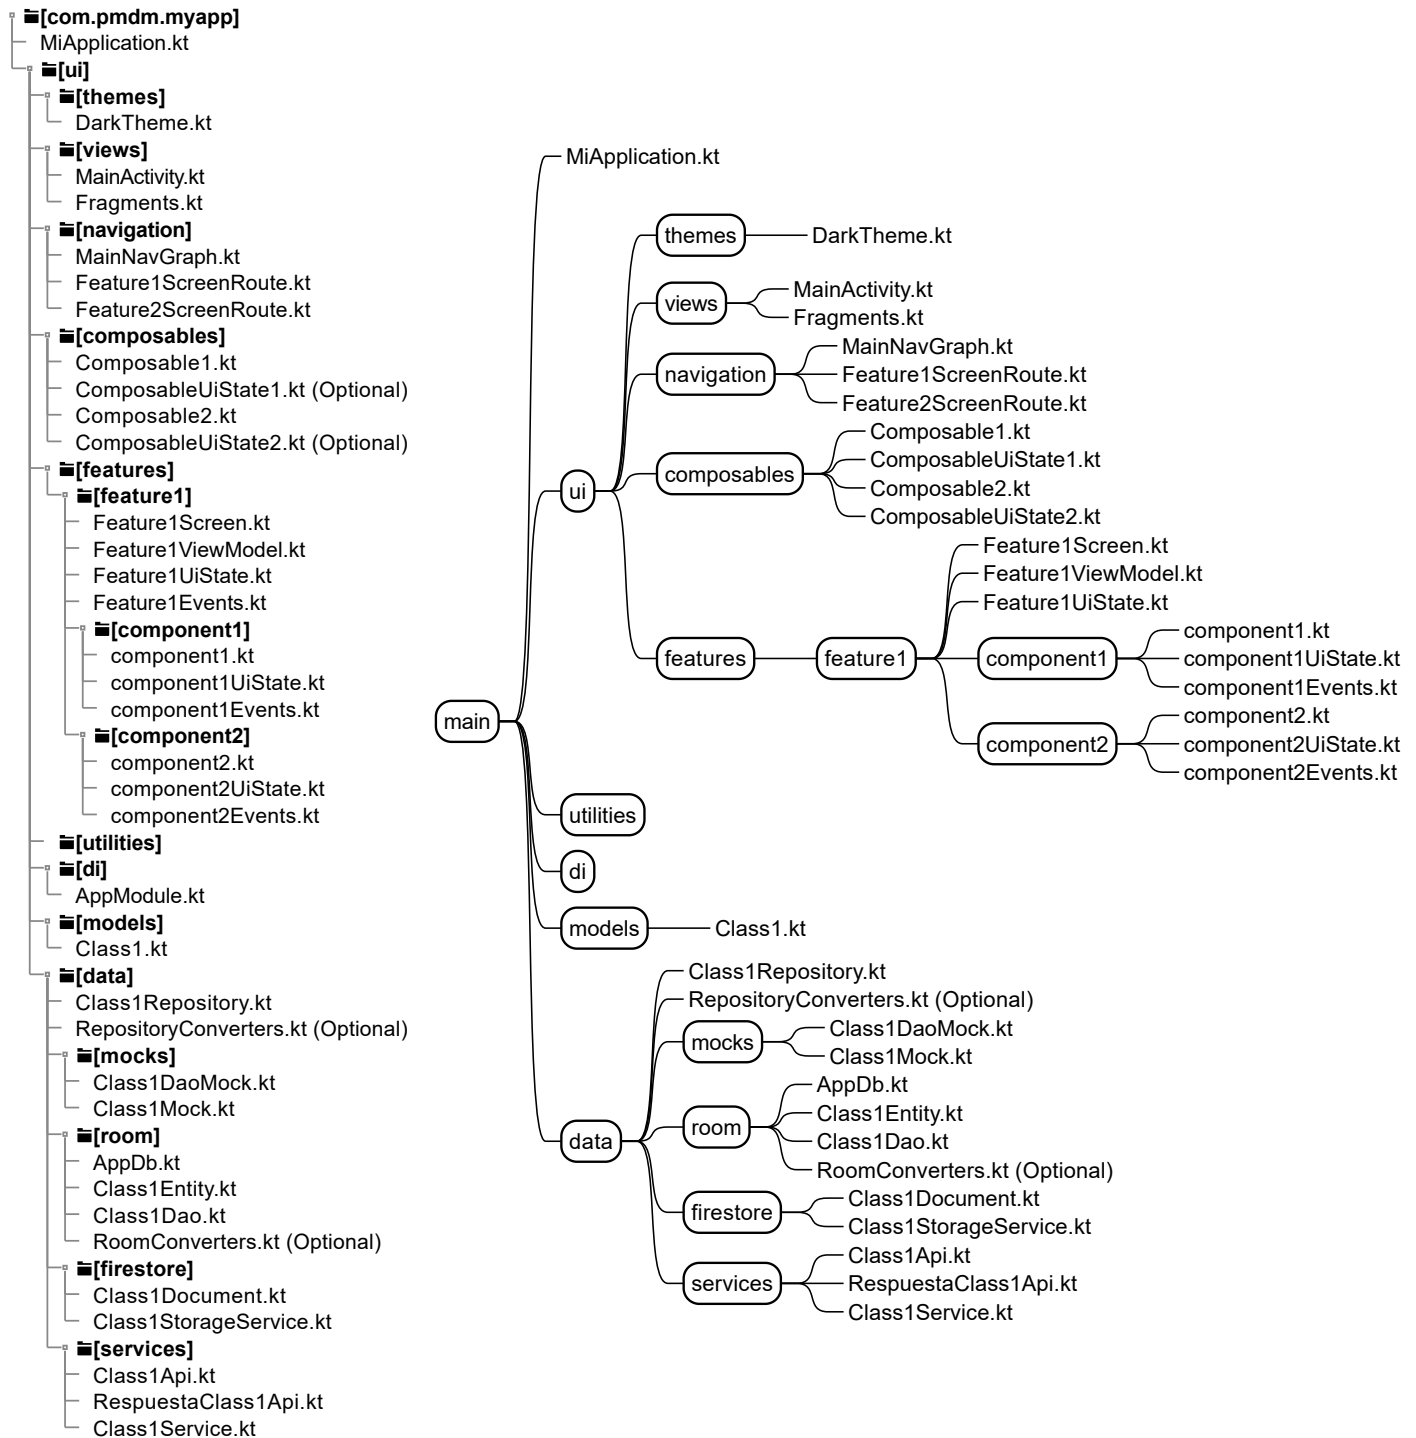 [com.pmdm.myapp]
MiApplication.kt
[ui]
[themes]
DarkTheme.kt
[views]
MainActivity.kt
Fragments.kt
[navigation]
MainNavGraph.kt
Feature1ScreenRoute.kt
Feature2ScreenRoute.kt
[composables]
Composable1.kt
ComposableUiState1.kt (Optional)
Composable2.kt
ComposableUiState2.kt (Optional)
[features]
[feature1]
Feature1Screen.kt
Feature1ViewModel.kt
Feature1UiState.kt
Feature1Events.kt
[component1]
component1.kt
component1UiState.kt
component1Events.kt
[component2]
component2.kt
component2UiState.kt
component2Events.kt
[utilities]
[di]
AppModule.kt
[models]
Class1.kt
[data]
Class1Repository.kt
RepositoryConverters.kt (Optional)
[mocks]
Class1DaoMock.kt
Class1Mock.kt
[room]
AppDb.kt
Class1Entity.kt
Class1Dao.kt
RoomConverters.kt (Optional)
[firestore]
Class1Document.kt
Class1StorageService.kt
[services]
Class1Api.kt
RespuestaClass1Api.kt
Class1Service.kt
main
MiApplication.kt
ui
themes
DarkTheme.kt
views
MainActivity.kt
Fragments.kt
navigation
MainNavGraph.kt
Feature1ScreenRoute.kt
Feature2ScreenRoute.kt
composables
Composable1.kt
ComposableUiState1.kt
Composable2.kt
ComposableUiState2.kt
features
feature1
Feature1Screen.kt
Feature1ViewModel.kt
Feature1UiState.kt
component1
component1.kt
component1UiState.kt
component1Events.kt
component2
component2.kt
component2UiState.kt
component2Events.kt
utilities
di
models
Class1.kt
data
Class1Repository.kt
RepositoryConverters.kt (Optional)
mocks
Class1DaoMock.kt
Class1Mock.kt
room
AppDb.kt
Class1Entity.kt
Class1Dao.kt
RoomConverters.kt (Optional)
firestore
Class1Document.kt
Class1StorageService.kt
services
Class1Api.kt
RespuestaClass1Api.kt
Class1Service.kt